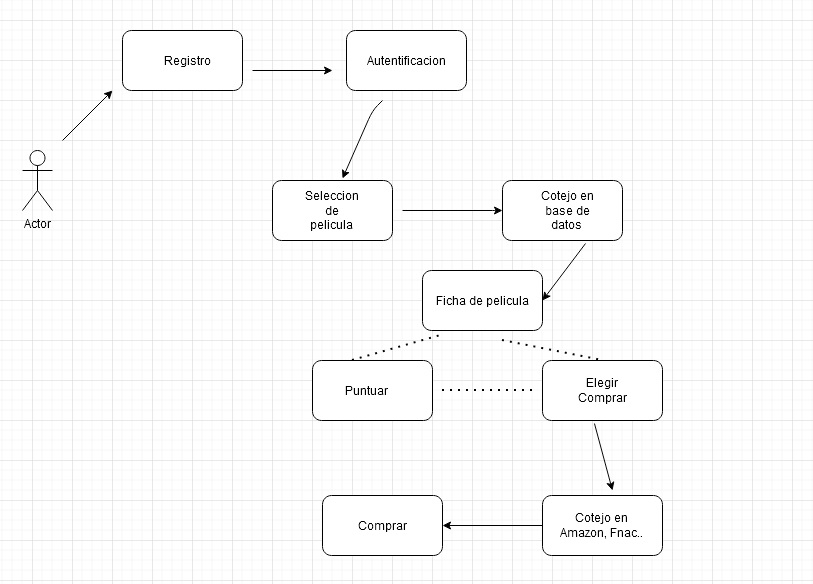 Registro
Autentificacion
Actor
Seleccion
de
pelicula
Cotejo en
base de
datos
Ficha de pelicula
Puntuar
Elegir
Comprar
Comprar
Cotejo en
Amazon, Fnac..